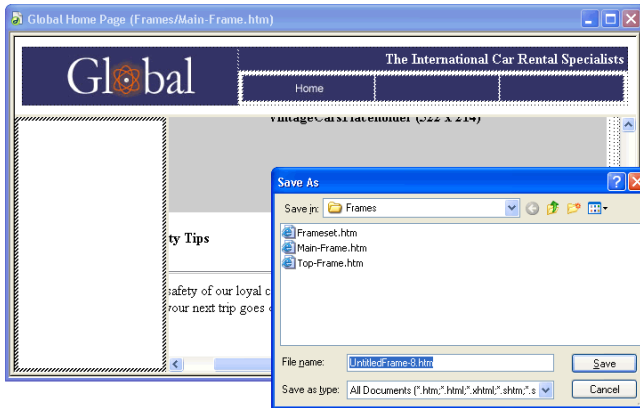 Global Home Page (Frames/Main-Frame.htm)
Global
The International Car Rental Specialists
Home
VintageCarsPlaceholder (322 x 214)
Save As
Save in: Frames
Frameset.htm
Main-Frame.htm
Top-Frame.htm
ty Tips
safety of our loyal c
your next trip goes
File name: UntitledFrame-8.htm Save
Save as type: All Documents (*.htm;*.html;*.xhtml;*.shtm;*.s Cancel